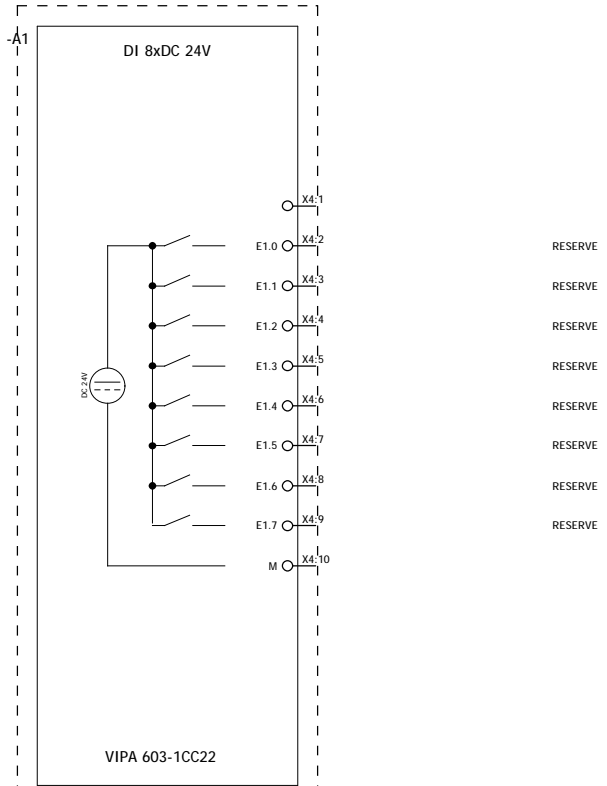 -A1
DI 8xDC 24V
X4:1
E1.0 X4:2 RESERVE
E1.1 X4:3 RESERVE
E1.2 X4:4 RESERVE
E1.3 X4:5 RESERVE
DC 24V
E1.4 X4:6 RESERVE
E1.5 X4:7 RESERVE
E1.6 X4:8 RESERVE
E1.7 X4:9 RESERVE
M X4:10
VIPA 603-1CC22